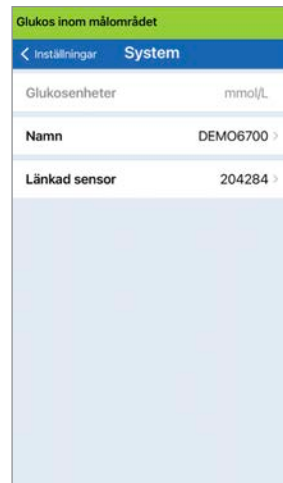 Glukos inom målområdet
Inställningar System
Glukosenheter mmol/L
Namn DEMO6700
Länkad sensor 204284